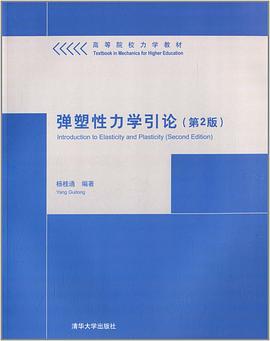 高等院校力学教材
Textbook in Mechanics for Higher Education
弹塑性力学引论(第2版)
Introduction to Elasticity and Plasticity (Second Edition)
杨桂通 编著
Yang Guitong
清华大学出版社